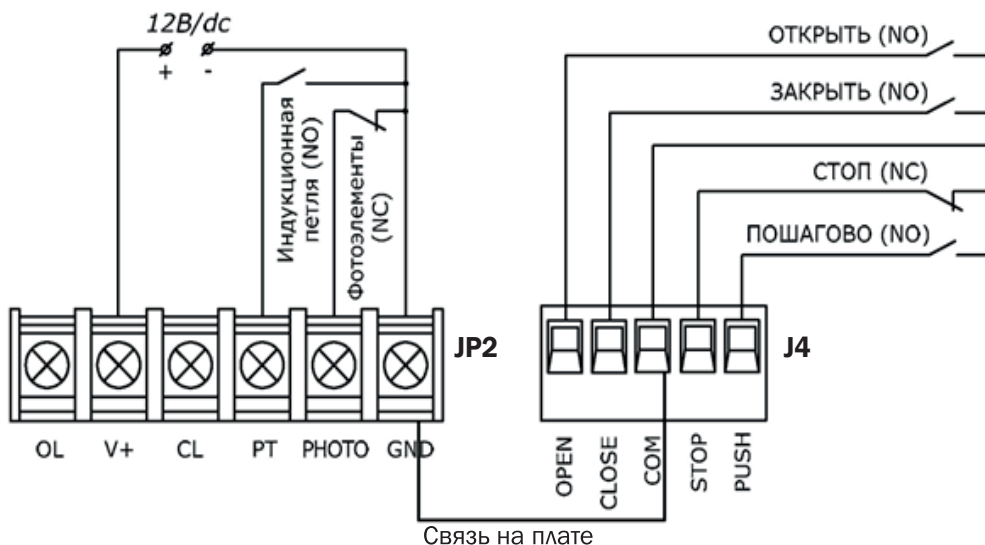 12В/dc
+ -
Индукционная
петля (NO)
Фотоэлементы
(NC)
JP2
OL V+ CL PT PHOTO GND
ОТКРЫТЬ (NO)
ЗАКРЫТЬ (NO)
СТОП (NC)
ПОШАГОВО (NO)
J4
OPEN
CLOSE
COM
STOP
PUSH
Связь на плате